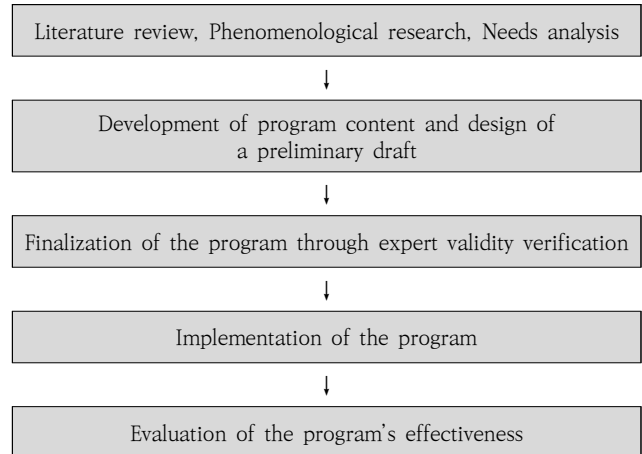 Literature review, Phenomenological research, Needs analysis
↓
Development of program content and design of
a preliminary draft
↓
Finalization of the program through expert validity verification
↓
Implementation of the program
↓
Evaluation of the program's effectiveness